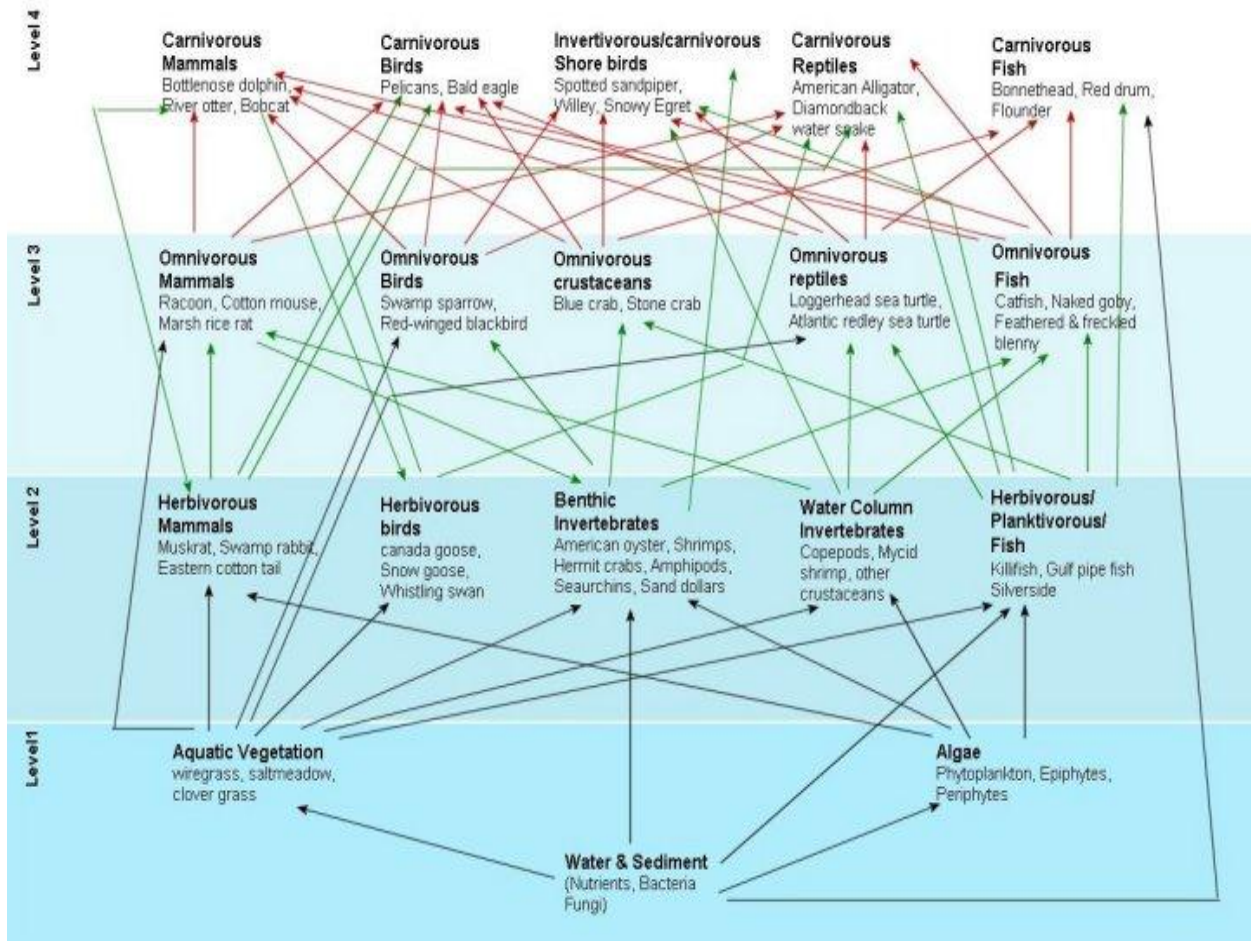 Level 4
Carnivorous
Mammals
Bottlenose dolphin,
River otter, Bobcat
Carnivorous
Birds
Pelicans, Bald eagle
Invertivorous/carnivorous
Shore birds
Spotted sandpiper,
Willey, Snowy Egret
Carnivorous
Reptiles
American Alligator,
Diamondback
water snake
Carnivorous
Fish
Bonnethead, Red drum,
Flounder
Level 3
Omnivorous
Mammals
Racoon, Cotton mouse,
Marsh rice rat
Omnivorous
Birds
Swamp sparrow,
Red-winged blackbird
Omnivorous
crustaceans
Blue crab, Stone crab
Omnivorous
reptiles
Loggerhead sea turtle,
Atlantic redley sea turtle
Omnivorous
Fish
Catfish, Naked goby,
Feathered & freckled
blenny
Level 2
Herbivorous
Mammals
Muskrat, Swamp rabbit,
Eastern cotton tail
Herbivorous
birds
canada goose,
Snow goose,
Whistling swan
Benthic
Invertebrates
American oyster, Shrimps,
Hermit crabs, Amphipods,
Seaurchins, Sand dollars
Water Column
Invertebrates
Copepods, Mycid
shrimp, other
crustaceans
Herbivorous/
Planktivorous/
Fish
Killifish, Gulf pipe fish
Silverside
Level1
Aquatic Vegetation
wiregrass, saltmeadow,
clover grass
Algae
Phytoplankton, Epiphytes,
Periphytes
Water & Sediment
(Nutrients, Bacteria
Fungi)